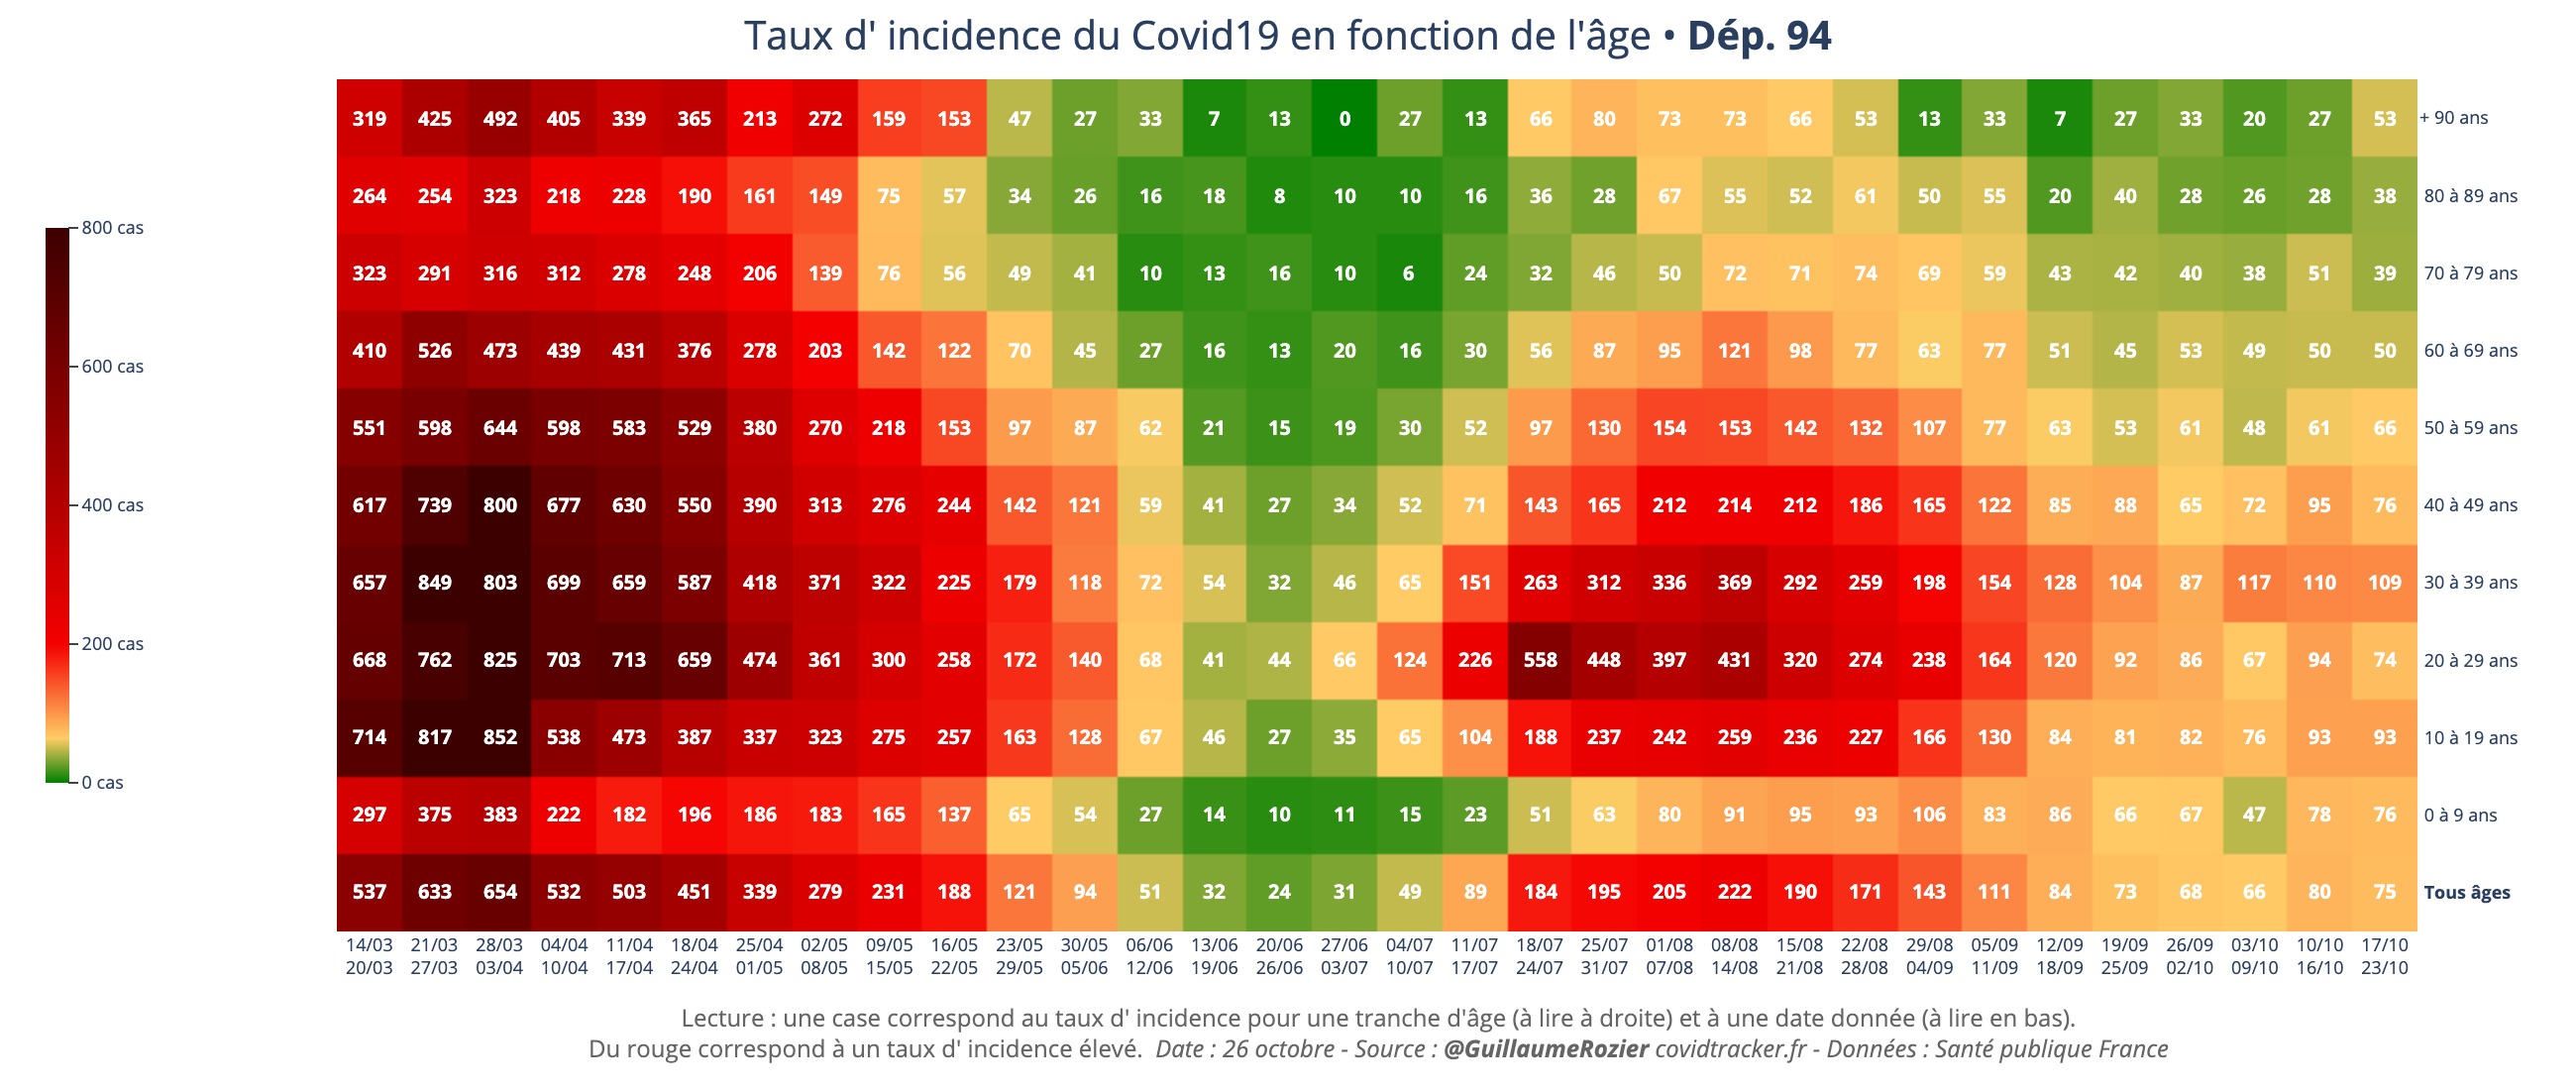 Taux d' incidence du Covid19 en fonction de l'âge • Dép. 94
319 425 492 405 339 365 213 272 159 153 47 27 33 7 13 0 27 13 66 80 73 73 66 53 13 33 7 27 33 20 27 53 + 90 ans
264 254 323 218 228 190 161 149 75 57 34 26 16 18 8 10 10 16 36 28 67 55 52 61 50 55 20 40 28 26 28 38 80 à 89 ans
800 cas
323 291 316 312 278 248 206 139 76 56 49 41 10 13 16 10 6 24 32 46 50 72 71 74 69 59 43 42 40 38 51 39 70 à 79 ans
410 526 473 439 431 376 278 203 142 122 70 45 27 16 13 20 16 30 56 87 95 121 98 77 63 77 51 45 53 49 50 50 60 à 69 ans
600 cas
551 598 644 598 583 529 380 270 218 153 97 87 62 21 15 19 30 52 97 130 154 153 142 132 107 77 63 53 61 48 61 66 50 à 59 ans
400 cas
617 739 800 677 630 550 390 313 276 244 142 121 59 41 27 34 52 71 143 165 212 214 212 186 165 122 85 88 65 72 95 76 40 à 49 ans
657 849 803 699 659 587 418 371 322 225 179 118 72 54 32 46 65 151 263 312 336 369 292 259 198 154 128 104 87 117 110 109 30 à 39 ans
200 cas
668 762 825 703 713 659 474 361 300 258 172 140 68 41 44 66 124 226 558 448 397 431 320 274 238 164 120 92 86 67 94 74 20 à 29 ans
714 817 852 538 473 387 337 323 275 257 163 128 67 46 27 35 65 104 188 237 242 259 236 227 166 130 84 81 82 76 93 93 10 à 19 ans
0 cas
297 375 383 222 182 196 186 183 165 137 65 54 27 14 10 11 15 23 51 63 80 91 95 93 106 83 86 66 67 47 78 76 0 à 9 ans
537 633 654 532 503 451 339 279 231 188 121 94 51 32 24 31 49 89 184 195 205 222 190 171 143 111 84 73 68 66 80 75 Tous âges
14/03 21/03 28/03 04/04 11/04 18/04 25/04 02/05 09/05 16/05 23/05 30/05 06/06 13/06 20/06 27/06 04/07 11/07 18/07 25/07 01/08 08/08 15/08 22/08 29/08 05/09 12/09 19/09 26/09 03/10 10/10 17/10
20/03 27/03 03/04 10/04 17/04 24/04 01/05 08/05 15/05 22/05 29/05 05/06 12/06 19/06 26/06 03/07 10/07 17/07 24/07 31/07 07/08 14/08 21/08 28/08 04/09 11/09 18/09 25/09 02/10 09/10 16/10 23/10
Lecture : une case correspond au taux d' incidence pour une tranche d'âge (à lire à droite) et à une date donnée (à lire en bas).
Du rouge correspond à un taux d' incidence élevé. Date : 26 octobre - Source : @GuillaumeRozier covidtracker.fr - Données : Santé publique France